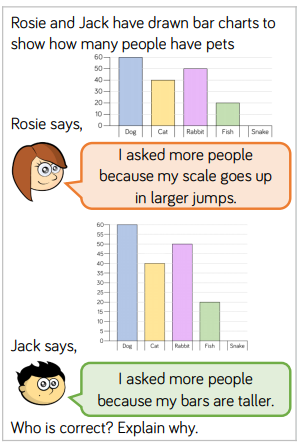 Rosie and Jack have drawn bar charts to
show how many people have pets
60
50
40
30
20
10
0
Dog Cat Rabbit Fish Snake
Rosie says,
I asked more people
because my scale goes up
in larger jumps.
60
55
50
45
40
35
30
25
20
15
10
5
0
Dog Cat Rabbit Fish Snake
Jack says,
I asked more people
because my bars are taller.
Who is correct? Explain why.